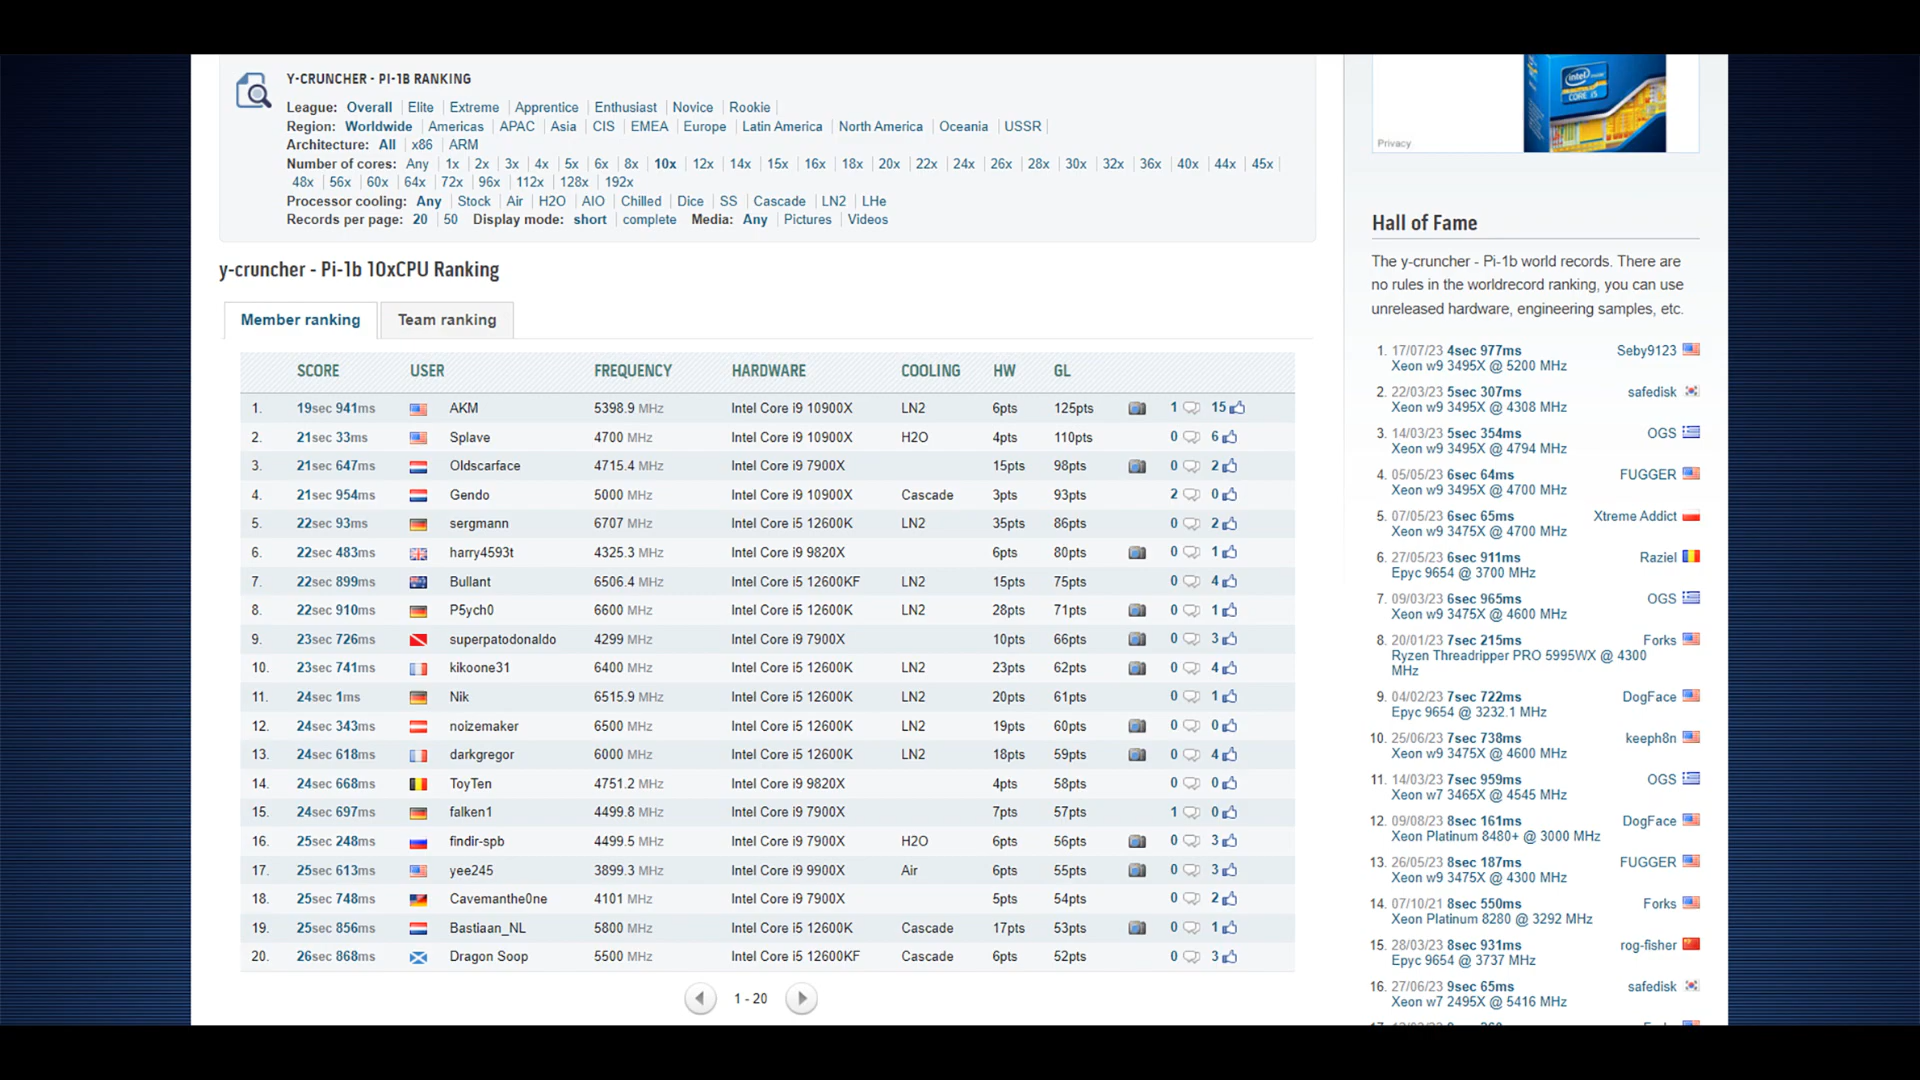 Y-CRUNCHER - PI-1B RANKING
League: Overall | Elite | Extreme | Apprentice | Enthusiast | Novice | Rookie |
Region: Worldwide | Americas | APAC | Asia | CIS | EMEA | Europe | Latin America | North America | Oceania | USSR |
Architecture: All | x86 | ARM
Number of cores: Any | 1x | 2x | 3x | 4x | 5x | 6x | 8x | 10x | 12x | 14x | 15x | 16x | 18x | 20x | 22x | 24x | 26x | 28x | 30x | 32x | 36x | 40x | 44x | 45x |
48x | 56x | 60x | 64x | 72x | 96x | 112x | 128x | 192x
Processor cooling: Any | Stock | Air | H2O | AIO | Chilled | Dice | SS | Cascade | LN2 | LHe
Records per page: 20 | 50 Display mode: short | complete Media: Any | Pictures | Videos
y-cruncher - Pi-1b 10xCPU Ranking
Member ranking Team ranking
SCORE USER FREQUENCY HARDWARE COOLING HW GL
1. 19sec 941ms AKM 5398.9 MHz Intel Core i9 10900X LN2 6pts 125pts 1 15
2. 21sec 33ms Splave 4700 MHz Intel Core i9 10900X H2O 4pts 110pts 0 6
3. 21sec 647ms Oldscarface 4715.4 MHz Intel Core i9 7900X 15pts 98pts 0 2
4. 21sec 954ms Gendo 5000 MHz Intel Core i9 10900X Cascade 3pts 93pts 2 0
5. 22sec 93ms sergmann 6707 MHz Intel Core i5 12600K LN2 35pts 86pts 0 2
6. 22sec 483ms harry4593t 4325.3 MHz Intel Core i9 9820X 6pts 80pts 0 1
7. 22sec 899ms Bullant 6506.4 MHz Intel Core i5 12600KF LN2 15pts 75pts 0 4
8. 22sec 910ms P5ych0 6600 MHz Intel Core i5 12600K LN2 28pts 71pts 0 1
9. 23sec 726ms superpatodonaldo 4299 MHz Intel Core i9 7900X 10pts 66pts 0 3
10. 23sec 741ms kikoone31 6400 MHz Intel Core i5 12600K LN2 23pts 62pts 0 4
11. 24sec 1ms Nik 6515.9 MHz Intel Core i5 12600K LN2 20pts 61pts 0 1
12. 24sec 343ms noizemaker 6500 MHz Intel Core i5 12600K LN2 19pts 60pts 0 0
13. 24sec 618ms darkgregor 6000 MHz Intel Core i5 12600K LN2 18pts 59pts 0 4
14. 24sec 668ms ToyTen 4751.2 MHz Intel Core i9 9820X 4pts 58pts 0 0
15. 24sec 697ms falken1 4499.8 MHz Intel Core i9 7900X 7pts 57pts 1 0
16. 25sec 248ms findir-spb 4499.5 MHz Intel Core i9 7900X H2O 6pts 56pts 0 3
17. 25sec 613ms yee245 3899.3 MHz Intel Core i9 9900X Air 6pts 55pts 0 3
18. 25sec 748ms Cavemanthe0ne 4101 MHz Intel Core i9 7900X 5pts 54pts 0 2
19. 25sec 856ms Bastiaan_NL 5800 MHz Intel Core i5 12600K Cascade 17pts 53pts 0 1
20. 26sec 868ms Dragon Soop 5500 MHz Intel Core i5 12600KF Cascade 6pts 52pts 0 3
1 - 20
intel
CORE i5
Privacy
Hall of Fame
The y-cruncher - Pi-1b world records. There are
no rules in the worldrecord ranking, you can use
unreleased hardware, engineering samples, etc.
1. 17/07/23 4sec 977ms Seby9123
Xeon w9 3495X @ 5200 MHz
2. 22/03/23 5sec 307ms safedisk
Xeon w9 3495X @ 4308 MHz
3. 14/03/23 5sec 354ms OGS
Xeon w9 3495X @ 4794 MHz
4. 05/05/23 6sec 64ms FUGGER
Xeon w9 3495X @ 4700 MHz
5. 07/05/23 6sec 65ms Xtreme Addict
Xeon w9 3475X @ 4700 MHz
6. 27/05/23 6sec 911ms Raziel
Epyc 9654 @ 3700 MHz
7. 09/03/23 6sec 965ms OGS
Xeon w9 3475X @ 4600 MHz
8. 20/01/23 7sec 215ms Forks
Ryzen Threadripper PRO 5995WX @ 4300
MHz
9. 04/02/23 7sec 722ms DogFace
Epyc 9654 @ 3232.1 MHz
10. 25/06/23 7sec 738ms keeph8n
Xeon w9 3475X @ 4600 MHz
11. 14/03/23 7sec 959ms OGS
Xeon w7 3465X @ 4545 MHz
12. 09/08/23 8sec 161ms DogFace
Xeon Platinum 8480+ @ 3000 MHz
13. 26/05/23 8sec 187ms FUGGER
Xeon w9 3475X @ 4300 MHz
14. 07/10/21 8sec 550ms Forks
Xeon Platinum 8280 @ 3292 MHz
15. 28/03/23 8sec 931ms rog-fisher
Epyc 9654 @ 3737 MHz
16. 27/06/23 9sec 65ms safedisk
Xeon w7 2495X @ 5416 MHz